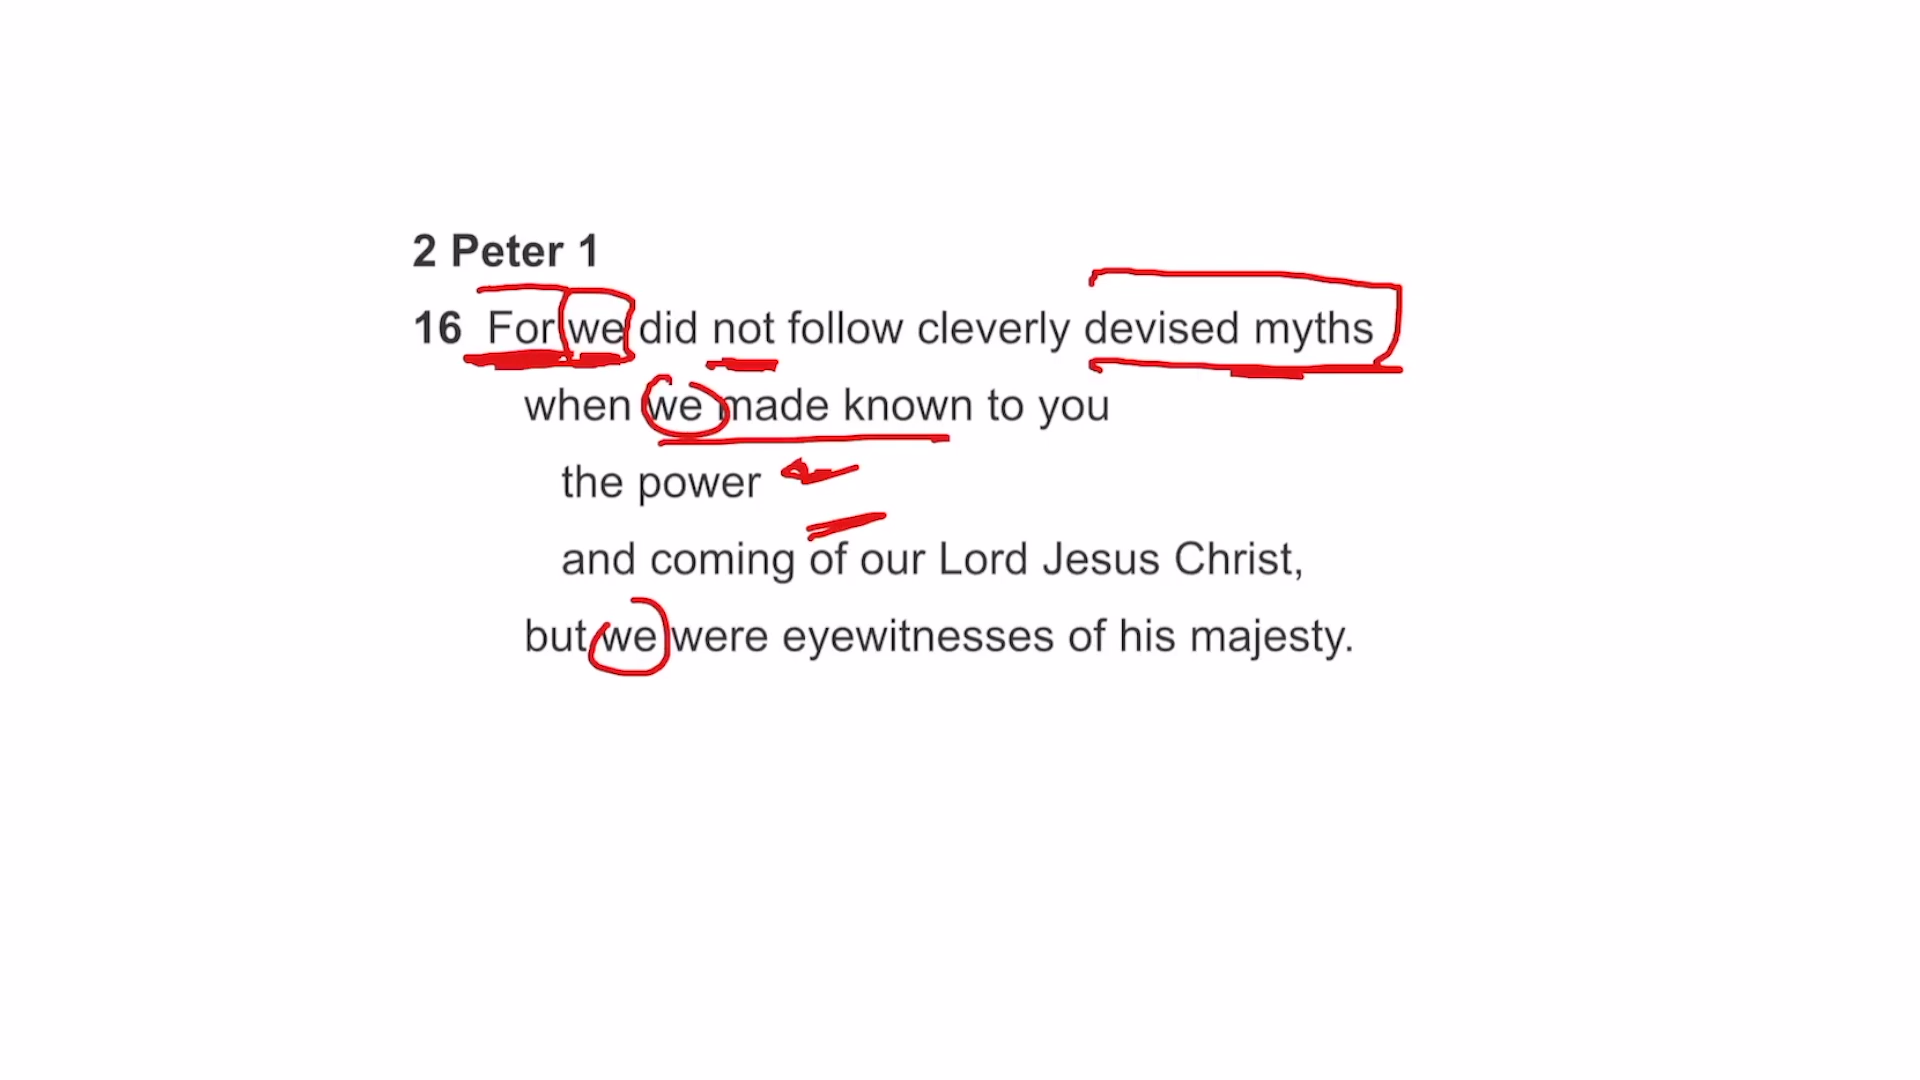 2 Peter 1
16 For we did not follow cleverly devised myths
when we made known to you
the power
and coming of our Lord Jesus Christ,
but we were eyewitnesses of his majesty.